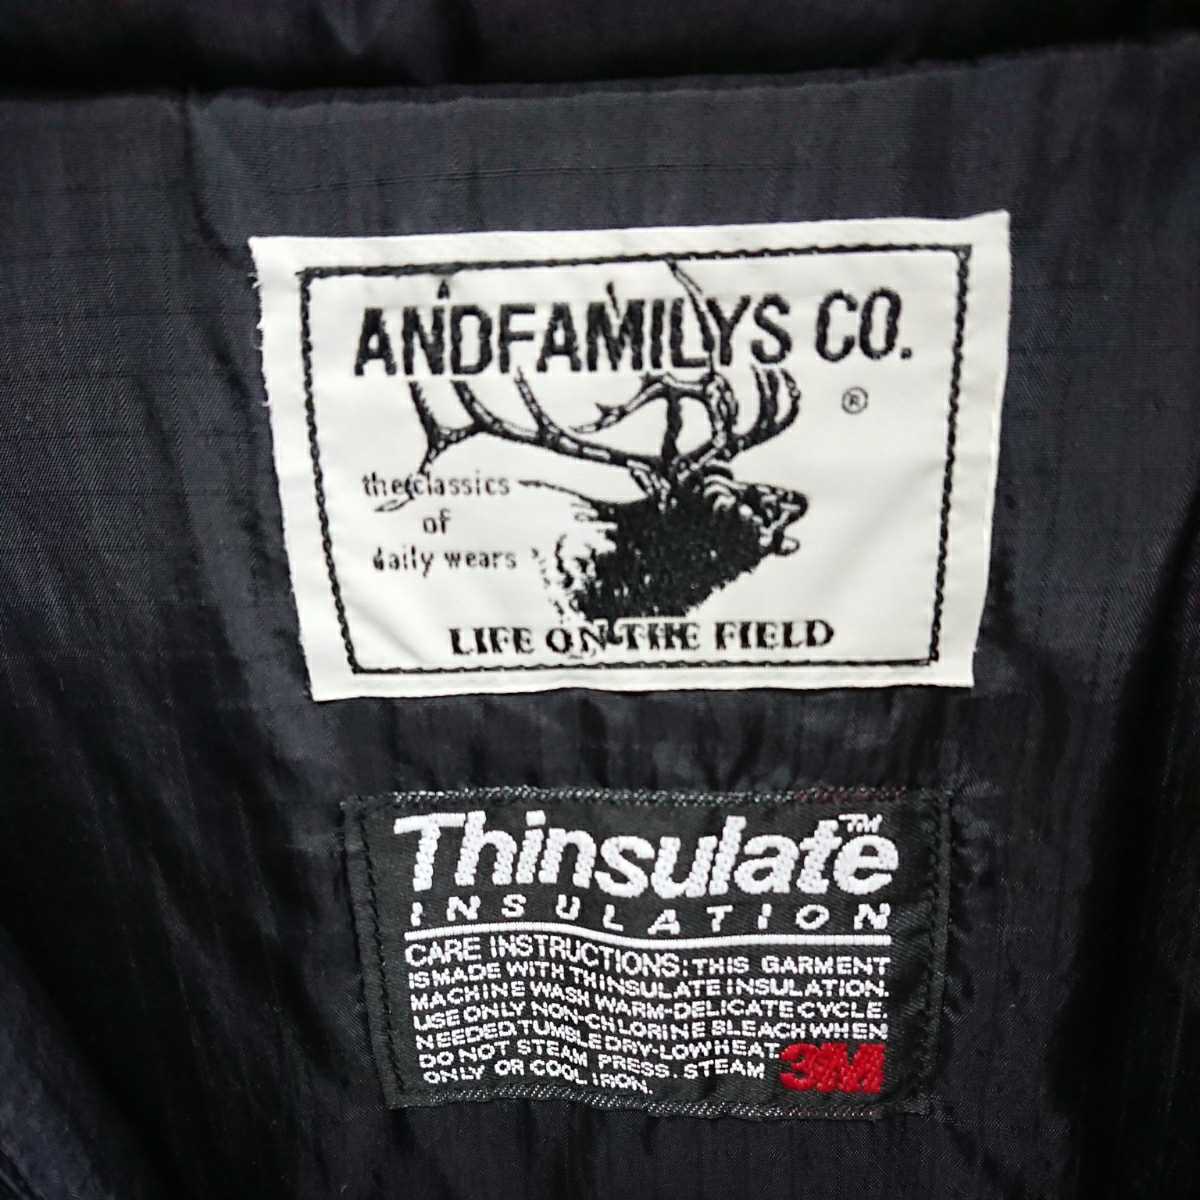 ANDFAMILYS CO.
®
the classics
of
daily wears
LIFE ON THE FIELD
Thinsulate™
INSULATION
CARE INSTRUCTIONS: THIS GARMENT
IS MADE WITH THINSULATE INSULATION.
MACHINE WASH WARM-DELICATE CYCLE.
USE ONLY NON-CHLORINE BLEACH WHEN
NEEDED. TUMBLE DRY-LOW HEAT.
DO NOT STEAM PRESS. STEAM
ONLY OR COOL IRON.
3M